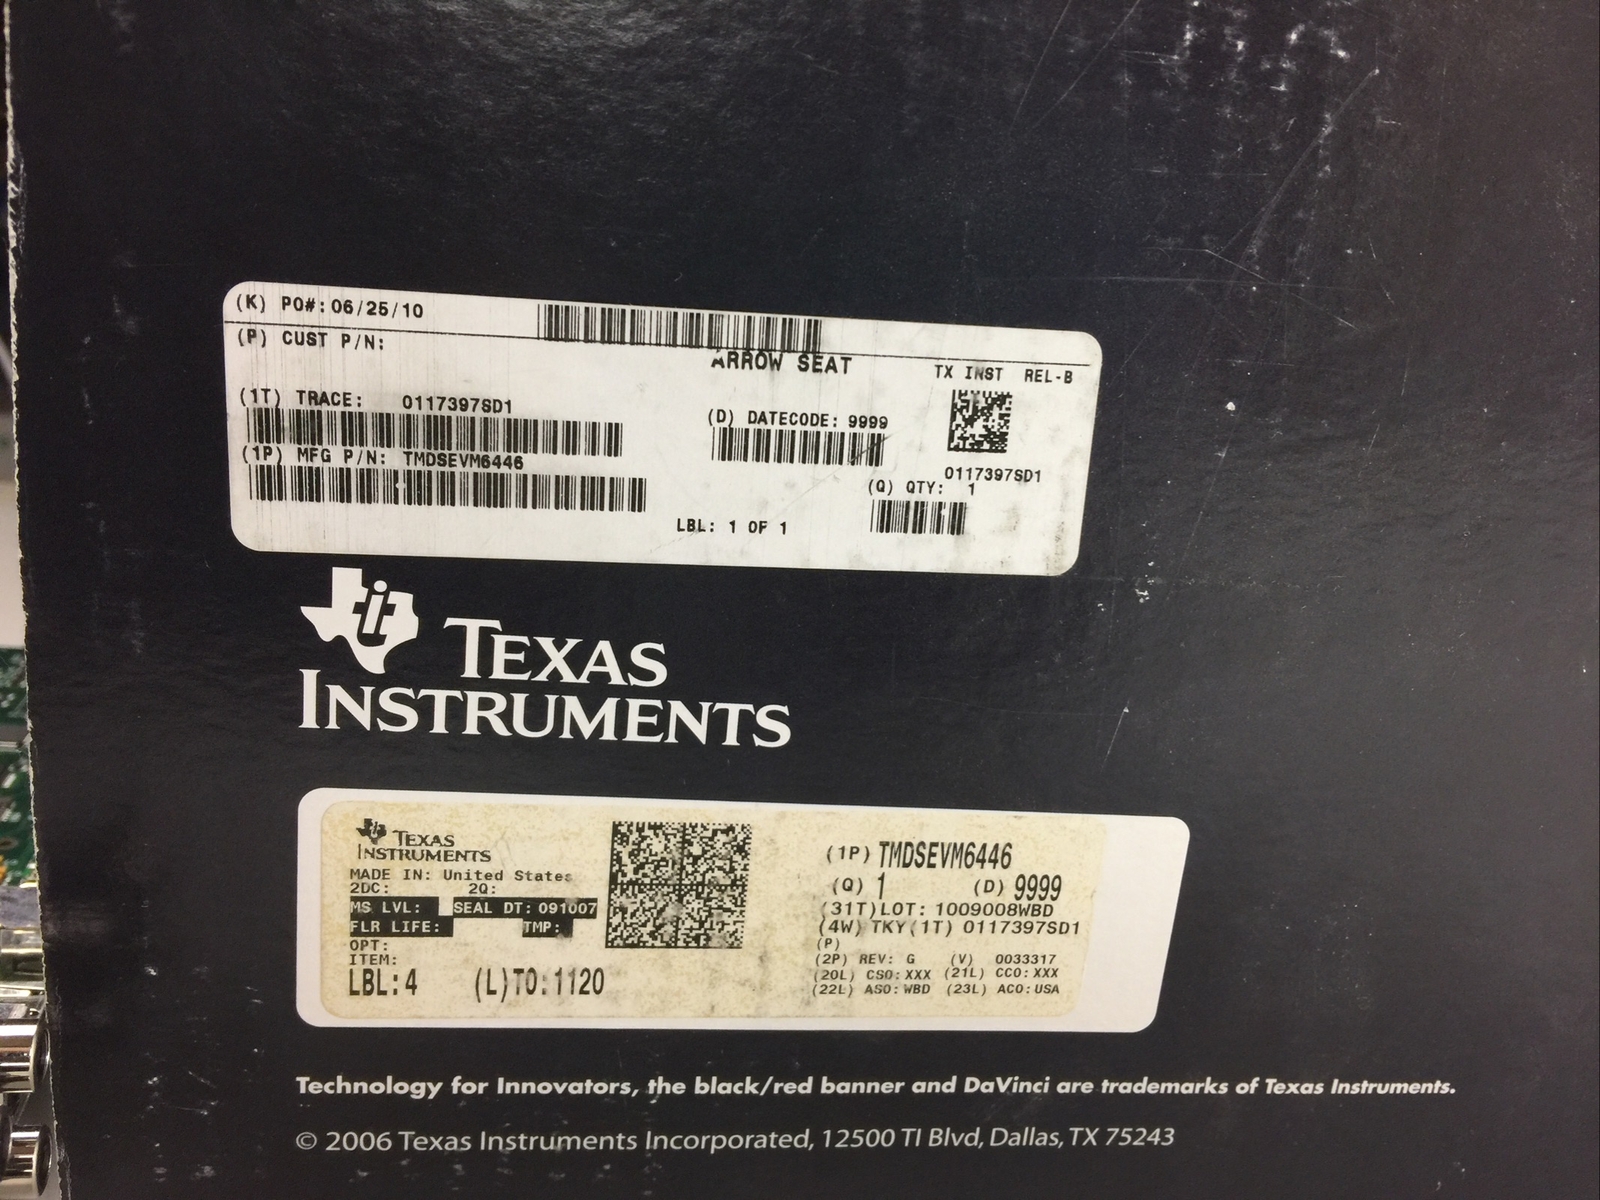 (K) PO#: 06/25/10
(P) CUST P/N:
ARROW SEAT
TX INST REL-B
(1T) TRACE: 0117397SD1
(D) DATECODE: 9999
(1P) MFG P/N: TMDSEVM6446
0117397SD1
(Q) QTY: 1
LBL: 1 OF 1
ti TEXAS
INSTRUMENTS
TEXAS
INSTRUMENTS
MADE IN: United States
2DC: 2Q:
MS LVL: SEAL DT: 091007
FLR LIFE: TMP:
OPT:
ITEM:
LBL: 4 (L)TO: 1120
(1P) TMDSEVM6446
(Q) 1 (D) 9999
(31T)LOT: 1009008WBD
(4W) TKY(1T) 0117397SD1
(P)
(2P) REV: G (V) 0033317
(20L) CSO: XXX (21L) CCO: XXX
(22L) ASO: WBD (23L) ACO: USA
Technology for Innovators, the black/red banner and DaVinci are trademarks of Texas Instruments.
© 2006 Texas Instruments Incorporated, 12500 TI Blvd, Dallas, TX 75243